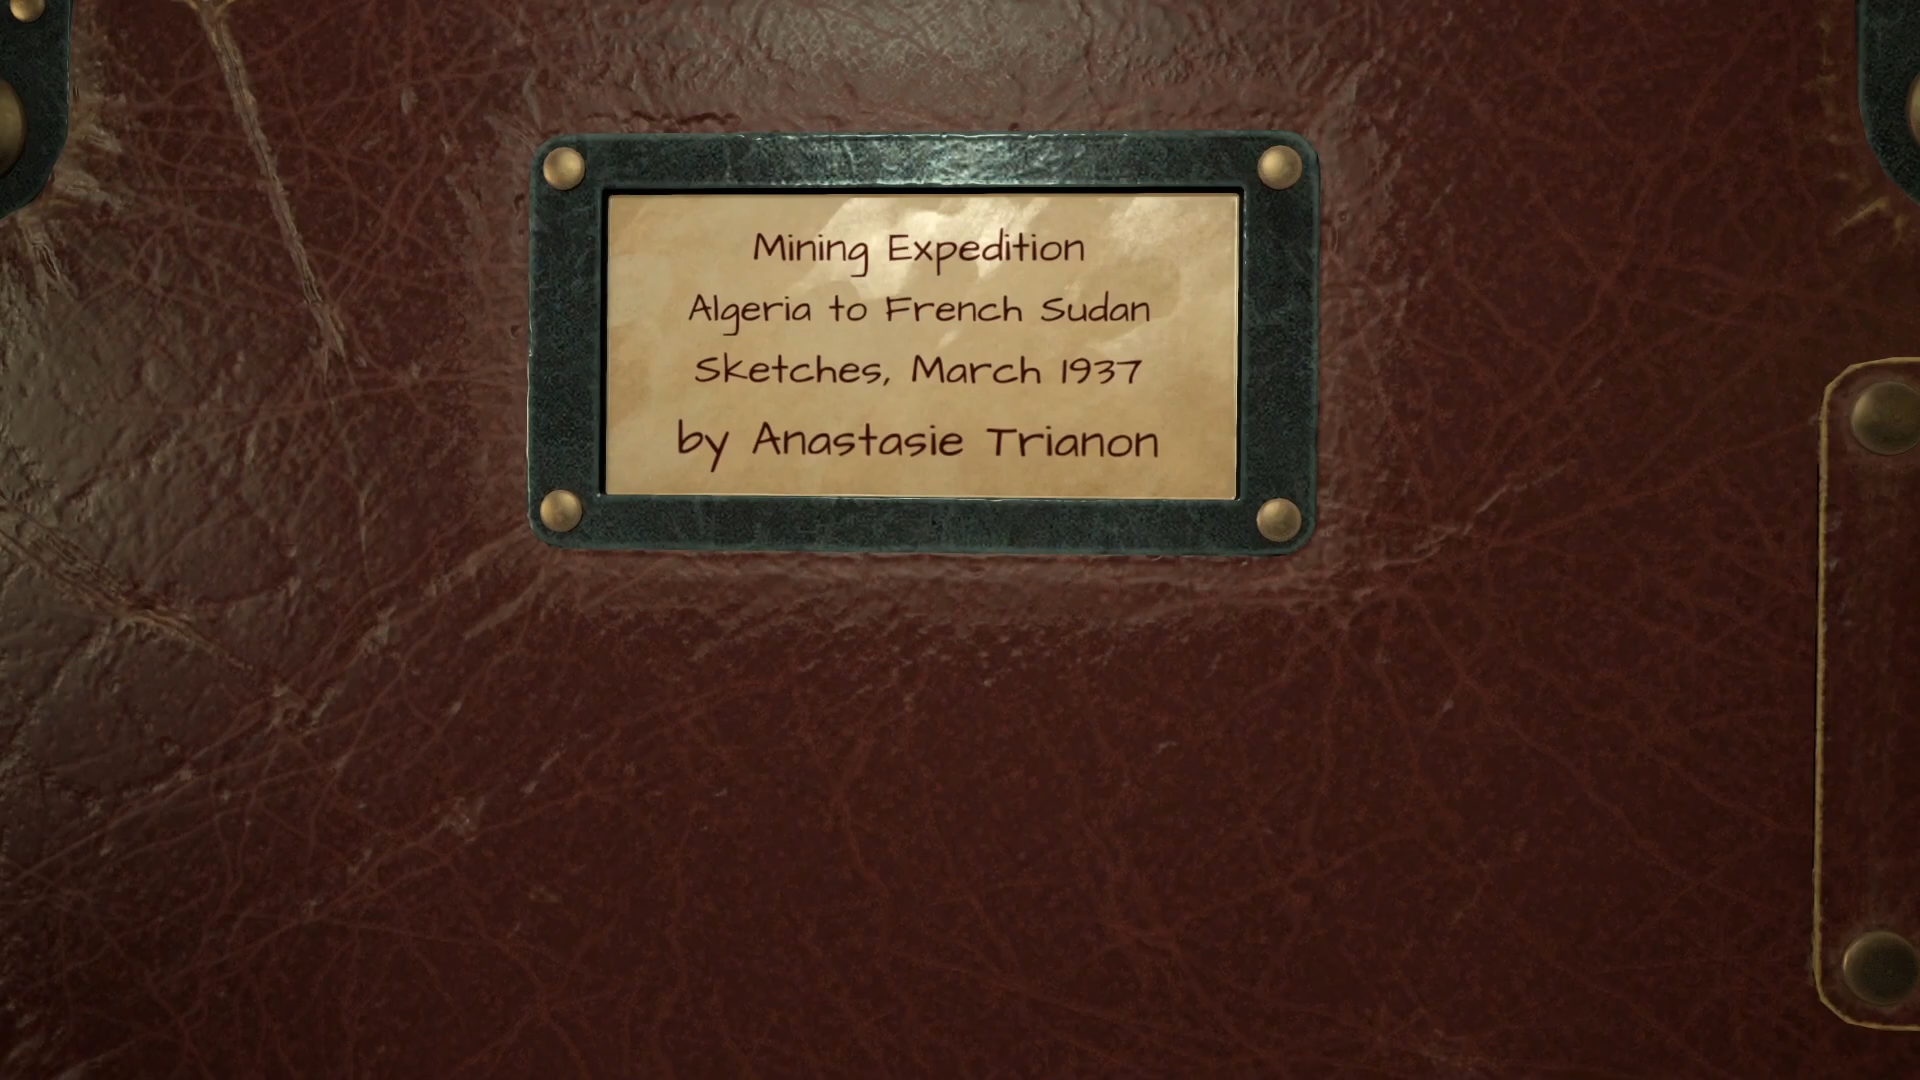 Mining Expedition
Algeria to French Sudan
Sketches, March 1937
by Anastasie Trianon